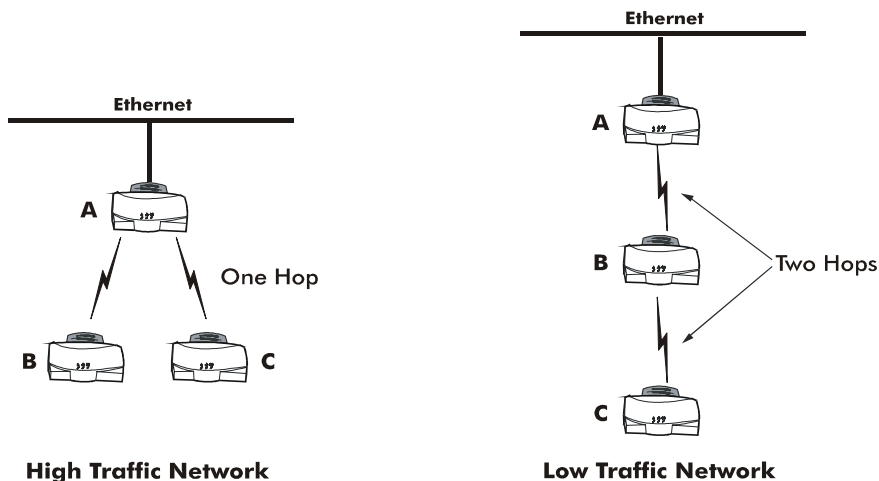 Ethernet
A
One Hop
B
C
High Traffic Network
Ethernet
A
B
Two Hops
C
Low Traffic Network